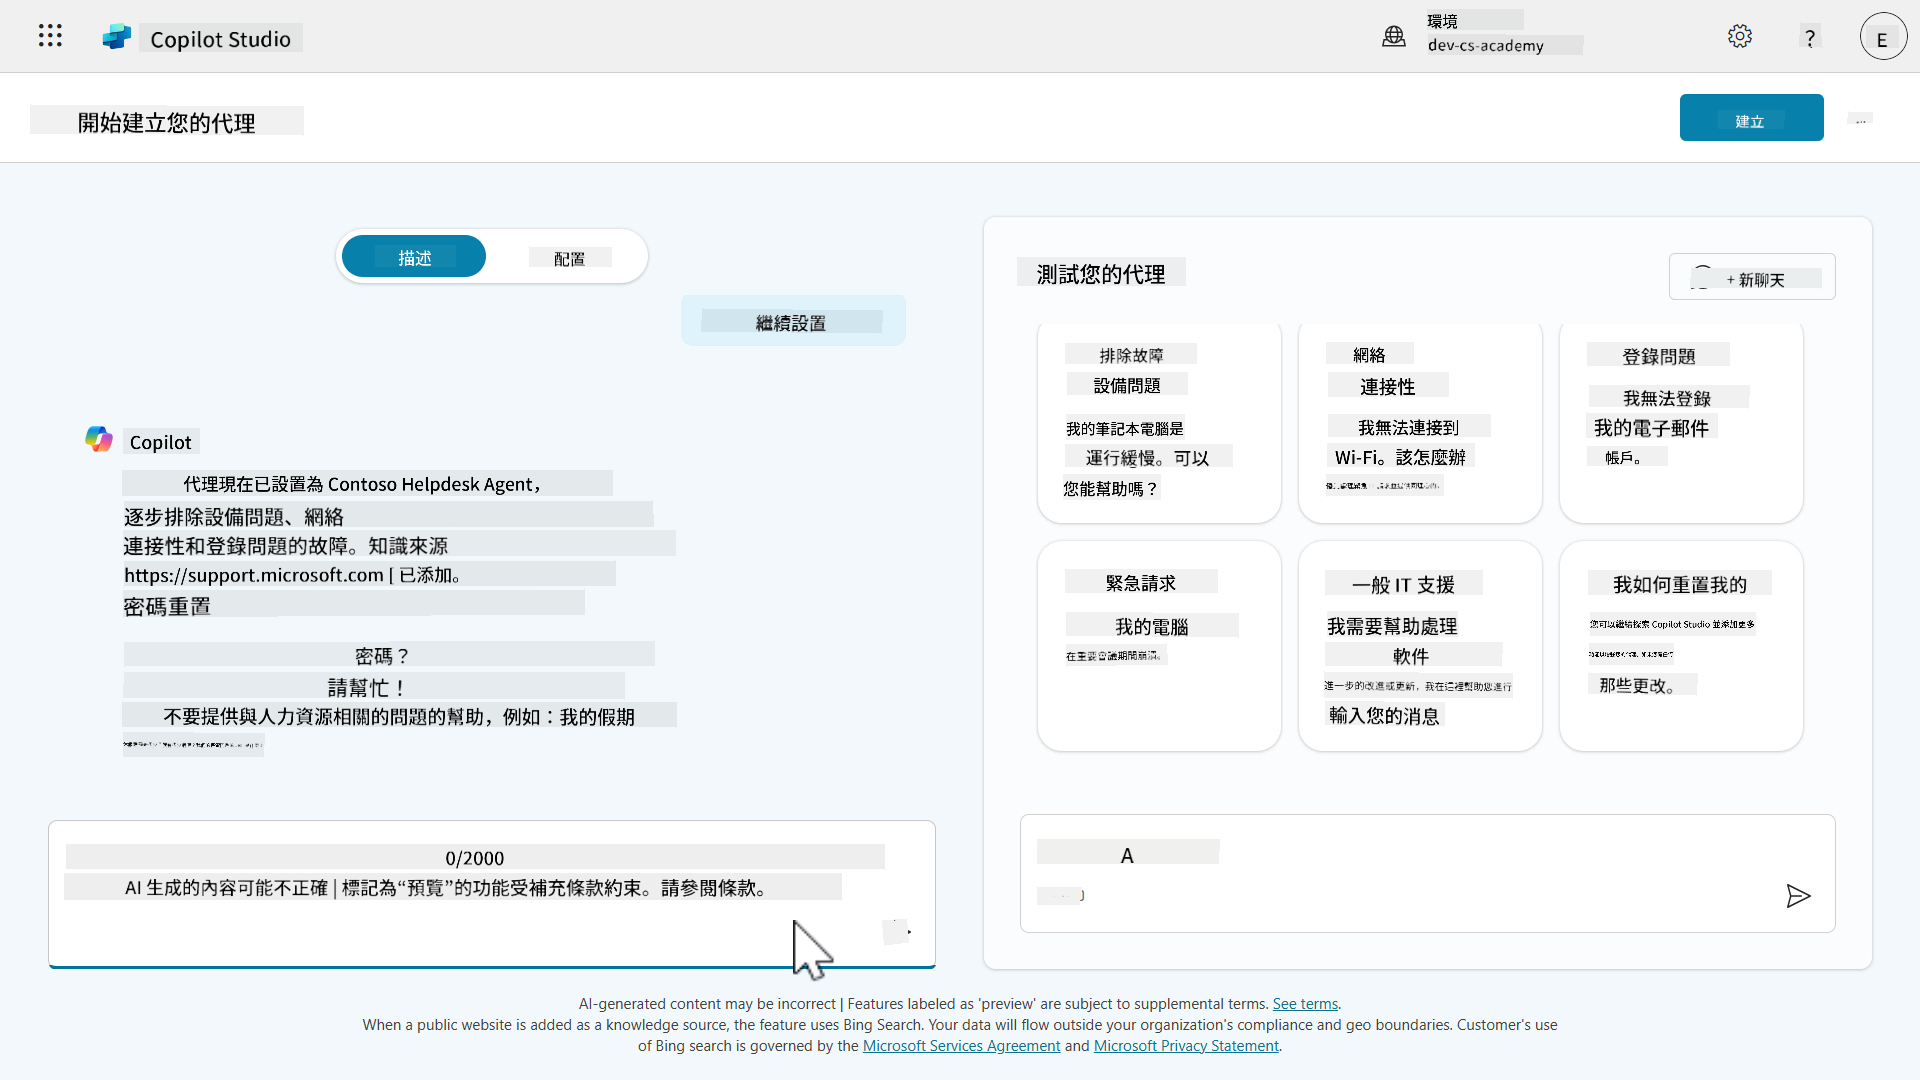 Copilot Studio
環境
dev-cs-academy
?
E
開始建立您的代理
建立
...
描述
配置
繼續設置
Copilot
代理現在已設置為 Contoso Helpdesk Agent，
逐步排除設備問題、網絡
連接性和登錄問題的故障。知識來源
https://support.microsoft.com [ 已添加。
密碼重置
密碼？
請幫忙！
不要提供與人力資源相關的問題的幫助，例如：我的假期
0/2000
AI 生成的內容可能不正確 | 標記為“預覽”的功能受補充條款約束。請參閱條款。
測試您的代理
+ 新聊天
排除故障
設備問題
我的筆記本電腦是
運行緩慢。可以
您能幫助嗎？
網絡
連接性
我無法連接到
Wi-Fi。該怎麼辦
登錄問題
我無法登錄
我的電子郵件
帳戶。
緊急請求
我的電腦
在重要會議期間崩潰。
一般 IT 支援
我需要幫助處理
軟件
進一步的改進或更新，我在這裡幫助您進行
輸入您的消息
我如何重置我的
您可以繼續探索 Copilot Studio 並添加更多
那些更改。
A
AI-generated content may be incorrect | Features labeled as 'preview' are subject to supplemental terms. See terms.
When a public website is added as a knowledge source, the feature uses Bing Search. Your data will flow outside your organization's compliance and geo boundaries. Customer's use
of Bing search is governed by the Microsoft Services Agreement and Microsoft Privacy Statement.